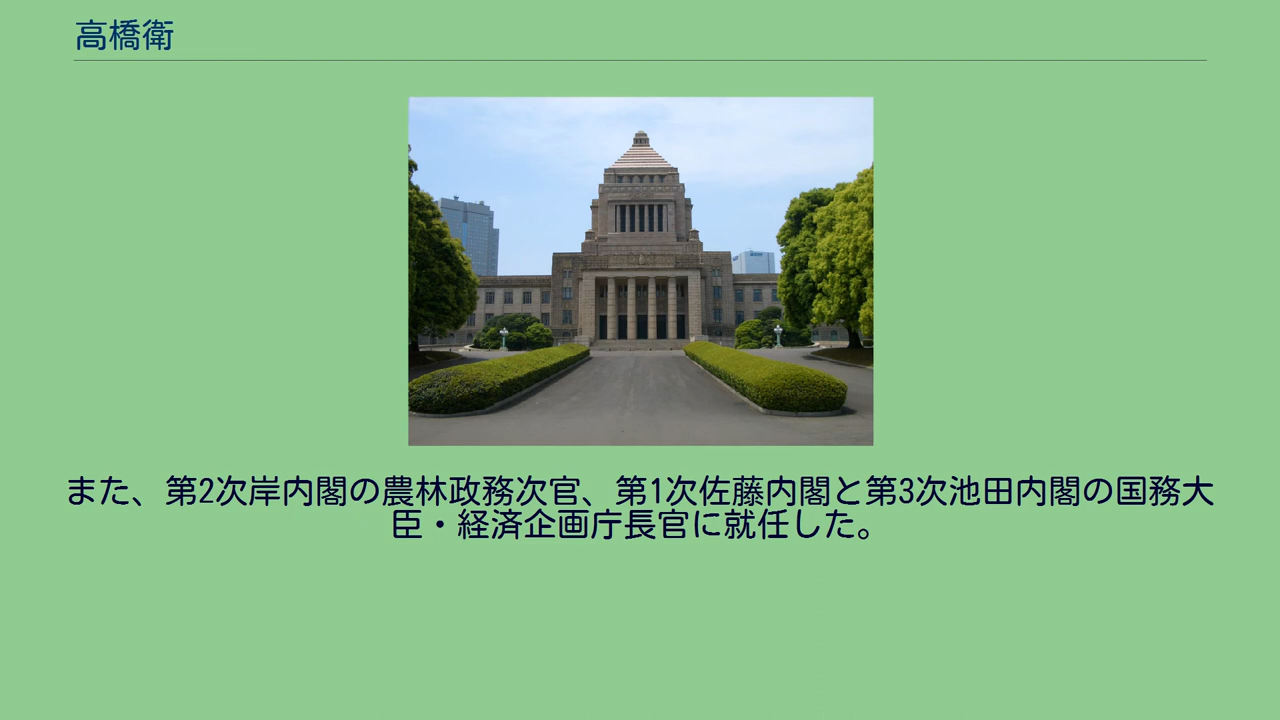 高橋衛
また、第2次岸内閣の農林政務次官、第1次佐藤内閣と第3次池田内閣の国務大
臣・経済企画庁長官に就任した。